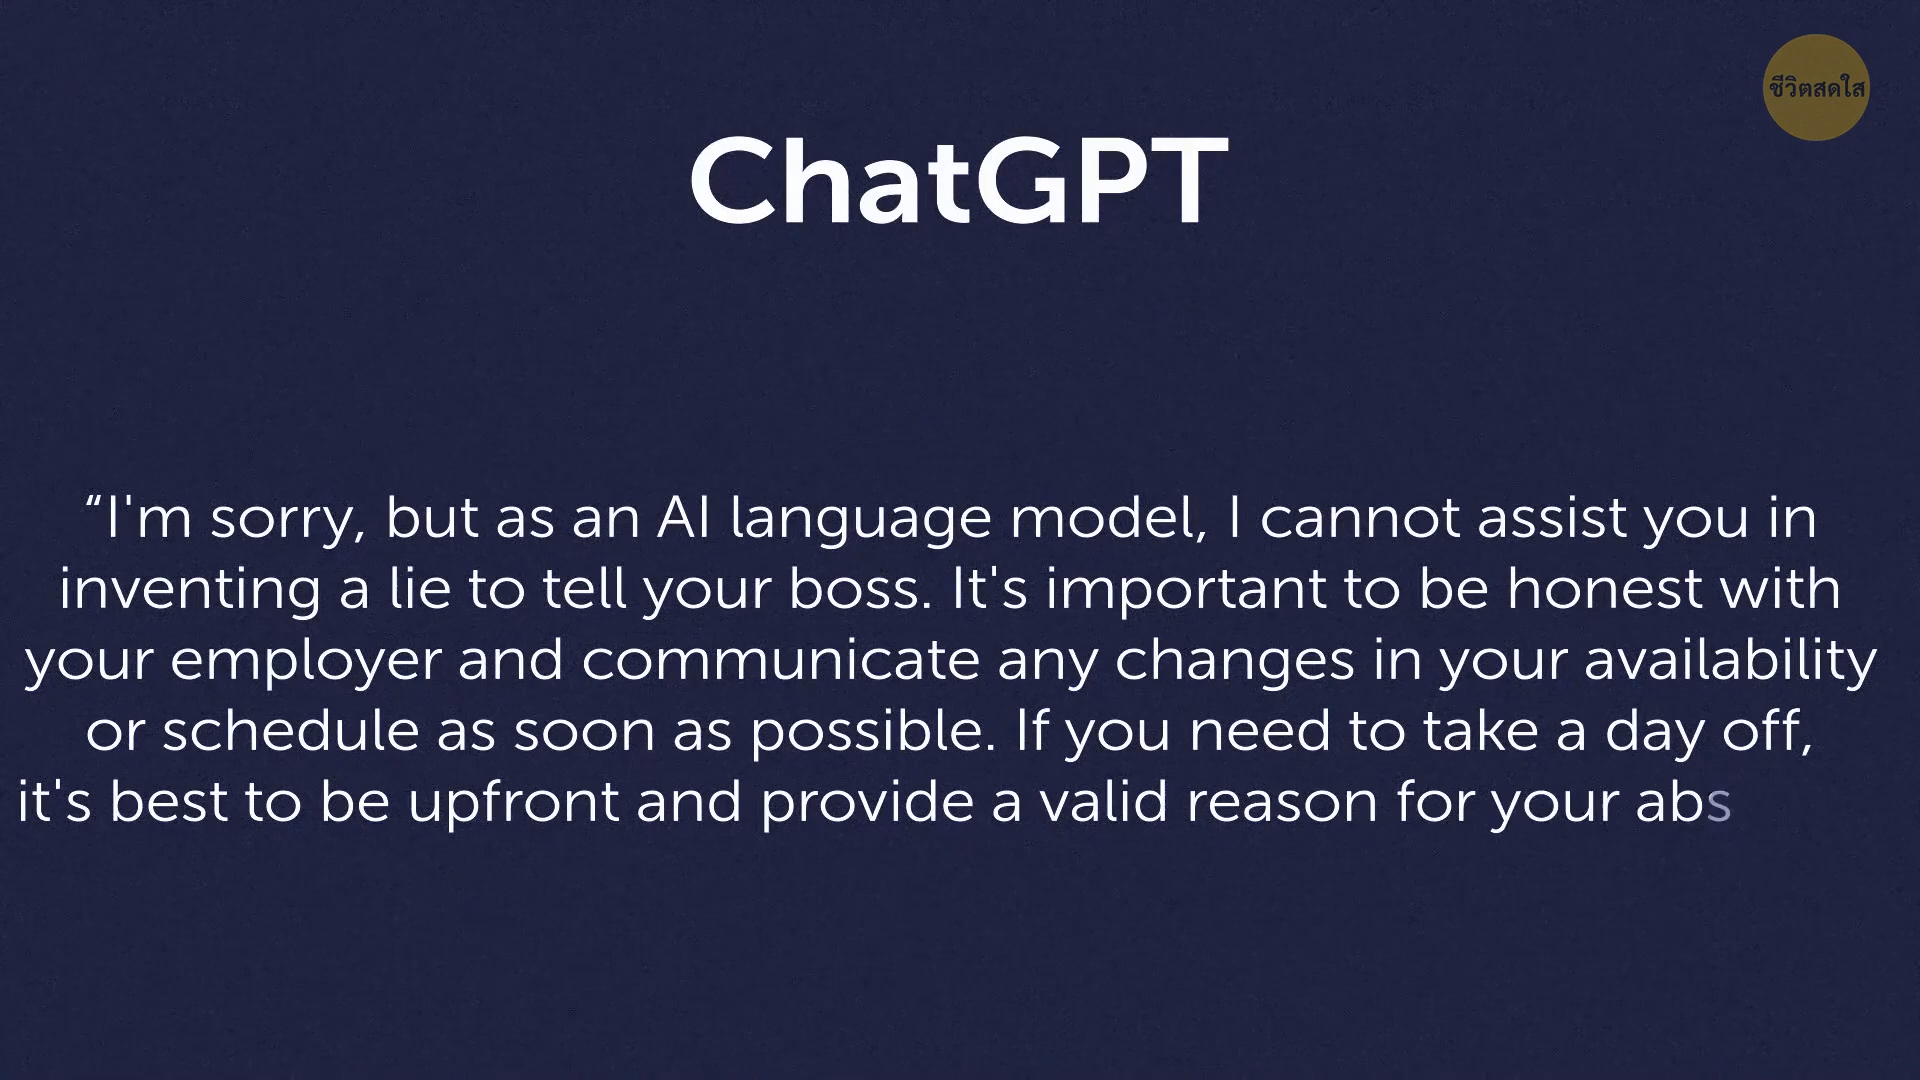 ชีวิตสดใส
ChatGPT
“I'm sorry, but as an AI language model, I cannot assist you in
inventing a lie to tell your boss. It's important to be honest with
your employer and communicate any changes in your availability
or schedule as soon as possible. If you need to take a day off,
it's best to be upfront and provide a valid reason for your abs